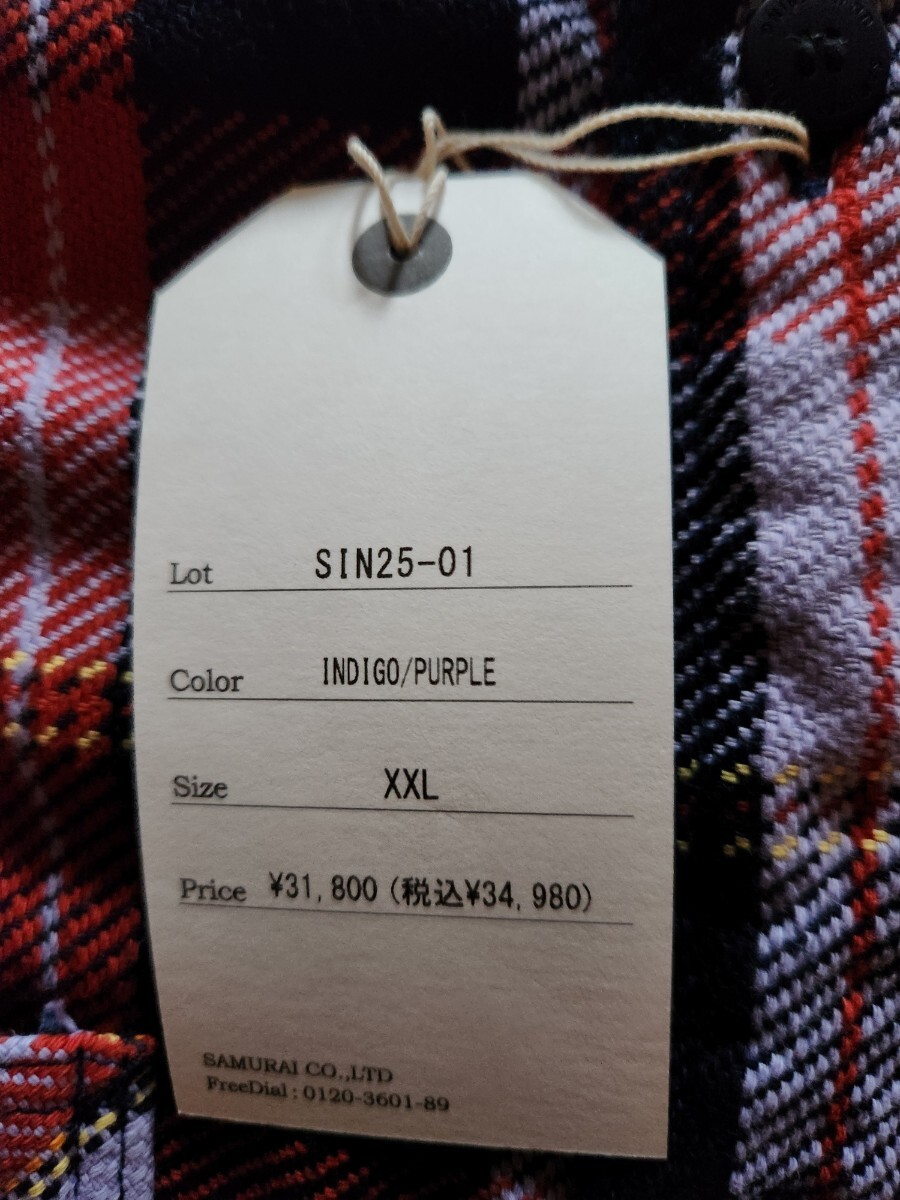 Lot SIN25-01
Color INDIGO/PURPLE
Size XXL
Price ¥31,800 (税込¥34,980)
SAMURAI CO.,LTD
FreeDial : 0120-3601-89